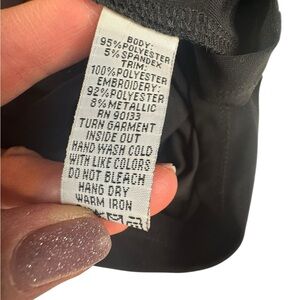 BODY:
95%POLYESTER
5%SPANDEX
TRIM:
100%POLYESTER
EMBROIDERY:
92%POLYESTER
8%METALLIC
RN 90133
TURN GARMENT
INSIDE OUT
HAND WASH COLD
WITH LIKE COLORS
DO NOT BLEACH
HANG DRY
WARM IRON